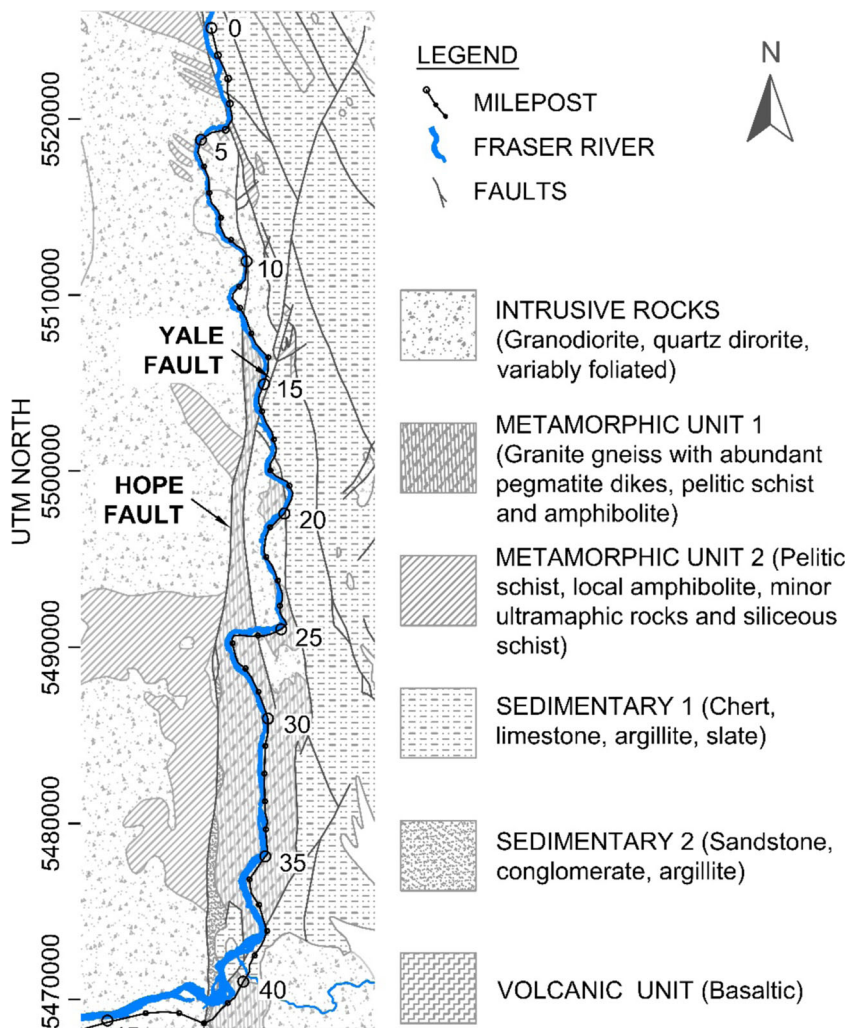 0
5
10
YALE
FAULT
15
HOPE
FAULT
20
25
30
35
40
UTM NORTH
5520000
5510000
5500000
5490000
5480000
5470000
LEGEND
MILEPOST
FRASER RIVER
FAULTS
N
INTRUSIVE ROCKS
(Granodiorite, quartz dirorite,
variably foliated)
METAMORPHIC UNIT 1
(Granite gneiss with abundant
pegmatite dikes, pelitic schist
and amphibolite)
METAMORPHIC UNIT 2 (Pelitic
schist, local amphibolite, minor
ultramaphic rocks and siliceous
schist)
SEDIMENTARY 1 (Chert,
limestone, argillite, slate)
SEDIMENTARY 2 (Sandstone,
conglomerate, argillite)
VOLCANIC UNIT (Basaltic)